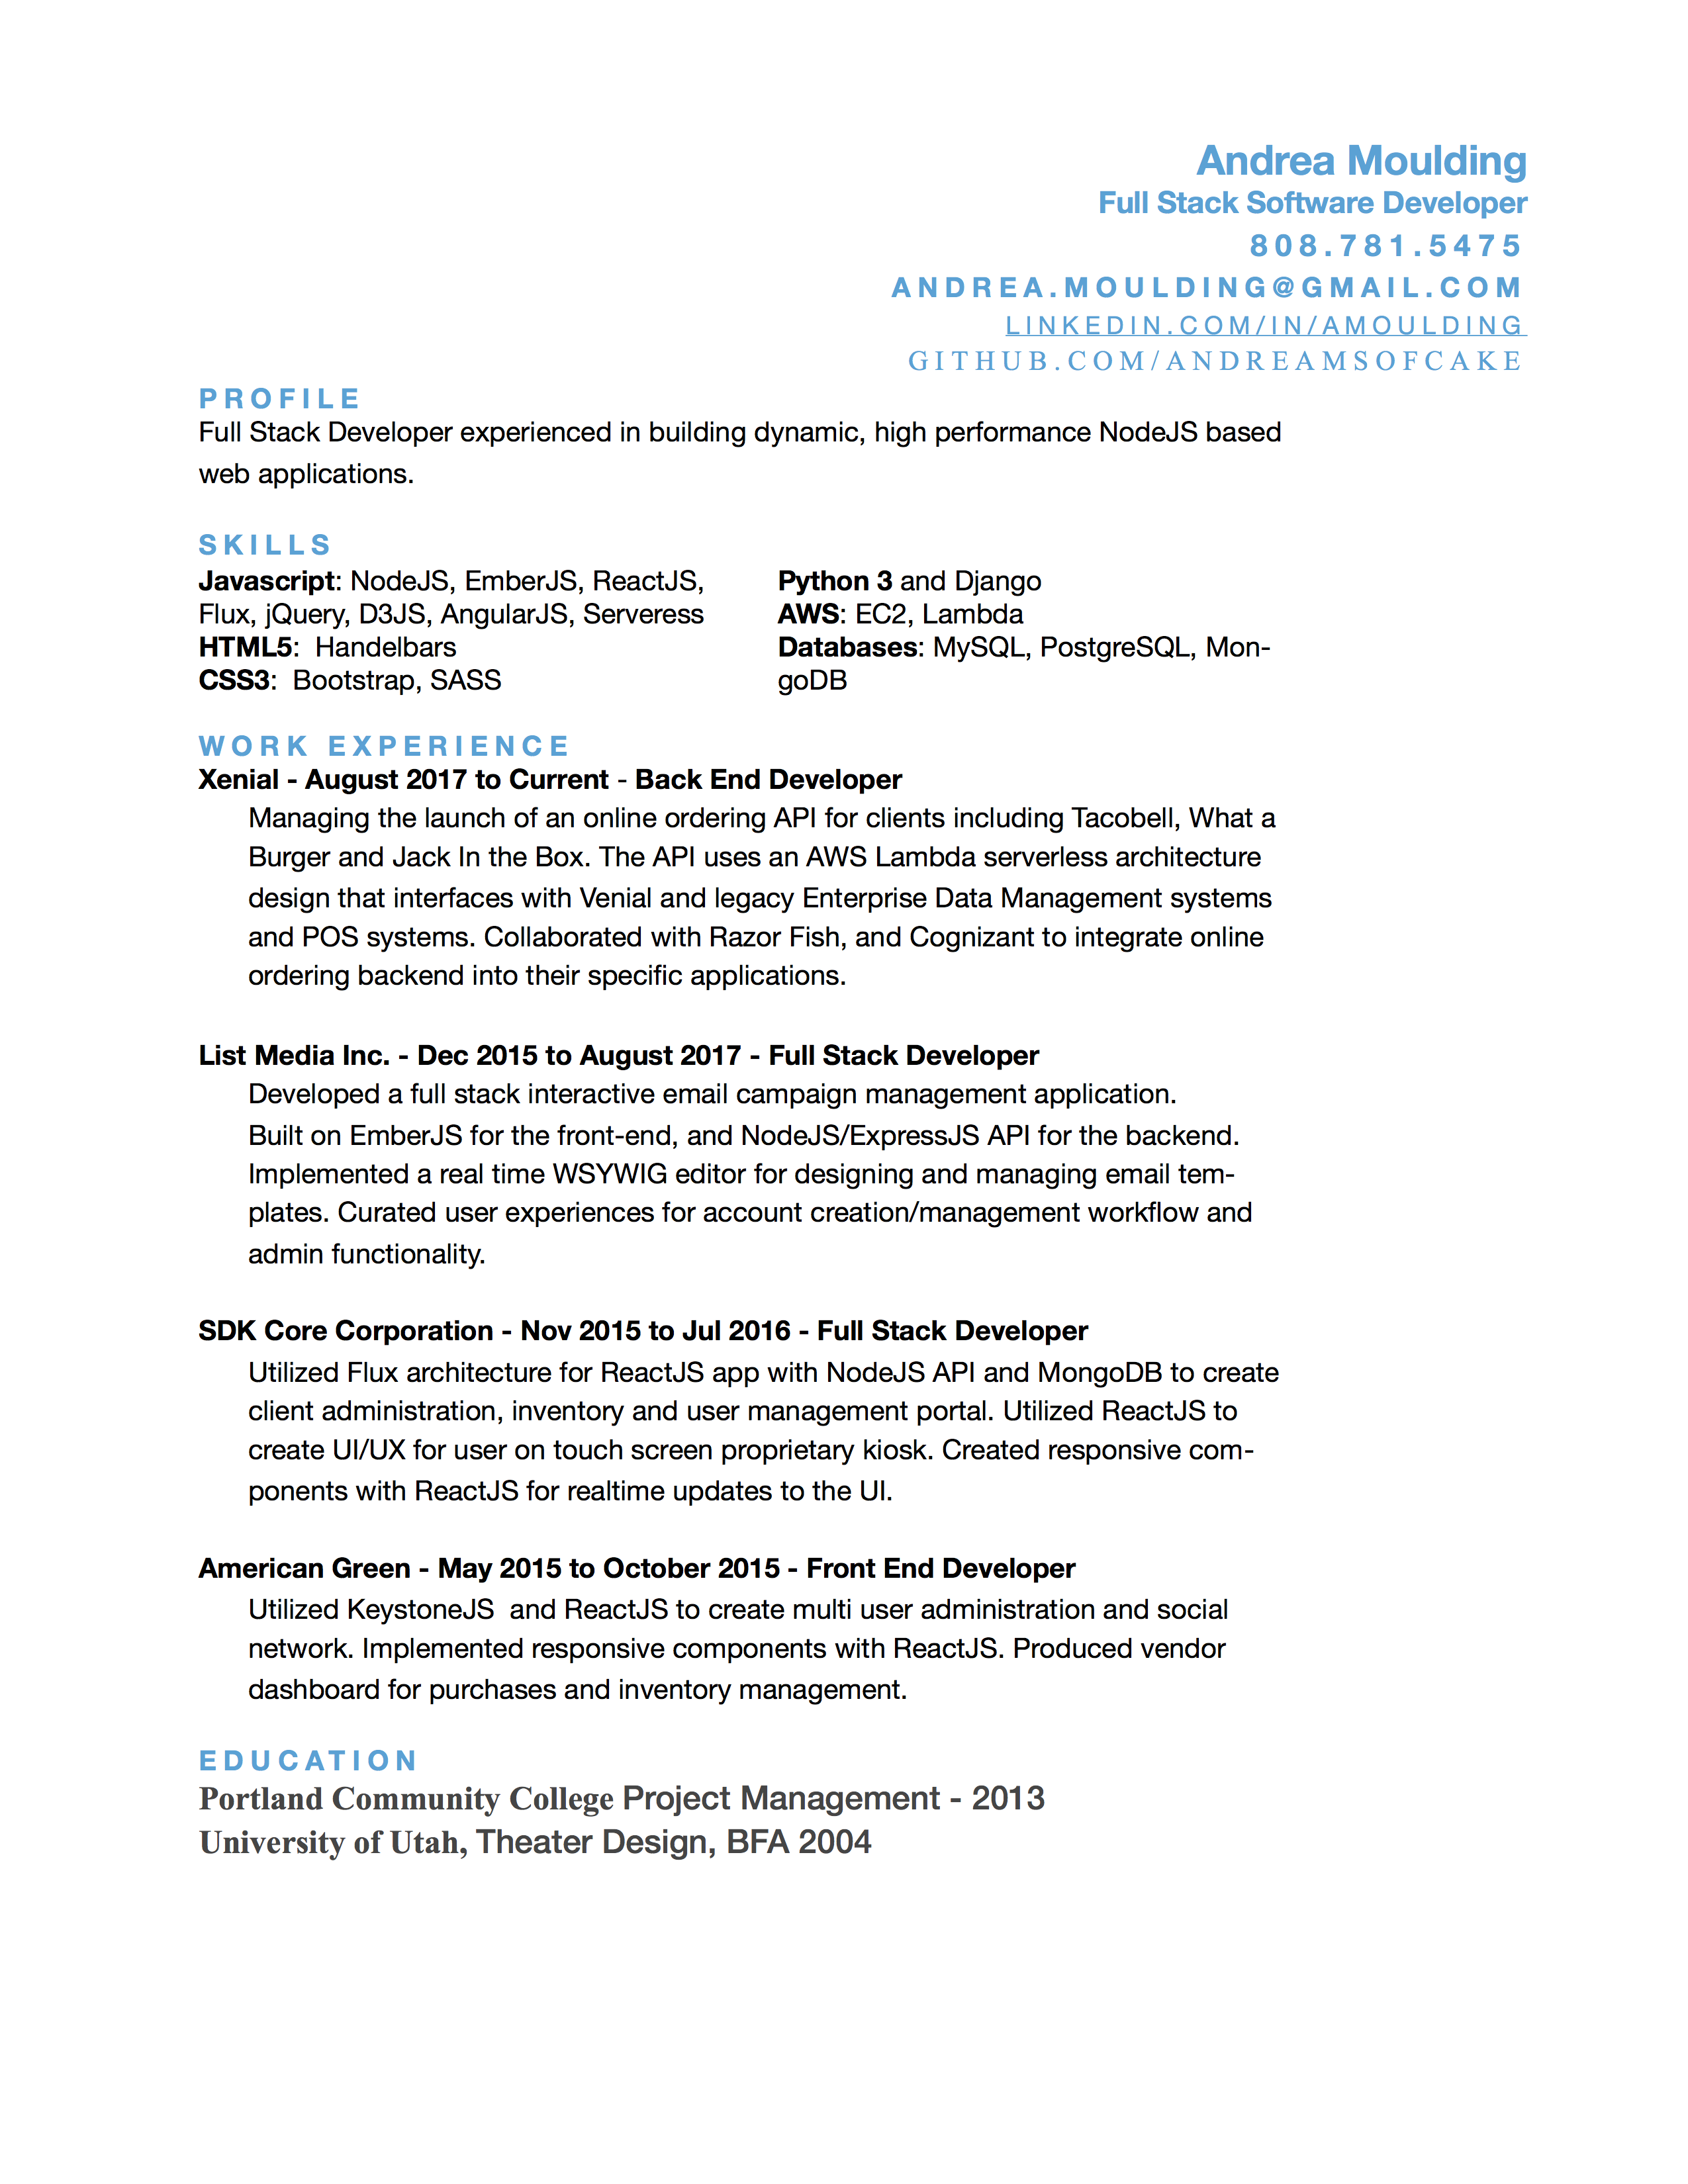 Andrea Moulding
Full Stack Software Developer
808.781.5475
ANDREA.MOULDING@GMAIL.COM
LINKEDIN.COM/IN/AMOULDING
GITHUB.COM/ANDREAMSOFCAKE
PROFILE
Full Stack Developer experienced in building dynamic, high performance NodeJS based
web applications.
SKILLS
Javascript: NodeJS, EmberJS, ReactJS,
Flux, jQuery, D3JS, AngularJS, Serveress
HTML5:  Handelbars
CSS3:  Bootstrap, SASS
Python 3 and Django
AWS: EC2, Lambda
Databases: MySQL, PostgreSQL, Mon-
goDB
WORK EXPERIENCE
Xenial - August 2017 to Current - Back End Developer
Managing the launch of an online ordering API for clients including Tacobell, What a
Burger and Jack In the Box. The API uses an AWS Lambda serverless architecture
design that interfaces with Venial and legacy Enterprise Data Management systems
and POS systems. Collaborated with Razor Fish, and Cognizant to integrate online
ordering backend into their specific applications.
List Media Inc. - Dec 2015 to August 2017 - Full Stack Developer
Developed a full stack interactive email campaign management application.
Built on EmberJS for the front-end, and NodeJS/ExpressJS API for the backend.
Implemented a real time WSYWIG editor for designing and managing email tem-
plates. Curated user experiences for account creation/management workflow and
admin functionality.
SDK Core Corporation - Nov 2015 to Jul 2016 - Full Stack Developer
Utilized Flux architecture for ReactJS app with NodeJS API and MongoDB to create
client administration, inventory and user management portal. Utilized ReactJS to
create UI/UX for user on touch screen proprietary kiosk. Created responsive com-
ponents with ReactJS for realtime updates to the UI.
American Green - May 2015 to October 2015 - Front End Developer
Utilized KeystoneJS  and ReactJS to create multi user administration and social
network. Implemented responsive components with ReactJS. Produced vendor
dashboard for purchases and inventory management.
EDUCATION
Portland Community College Project Management - 2013
University of Utah, Theater Design, BFA 2004